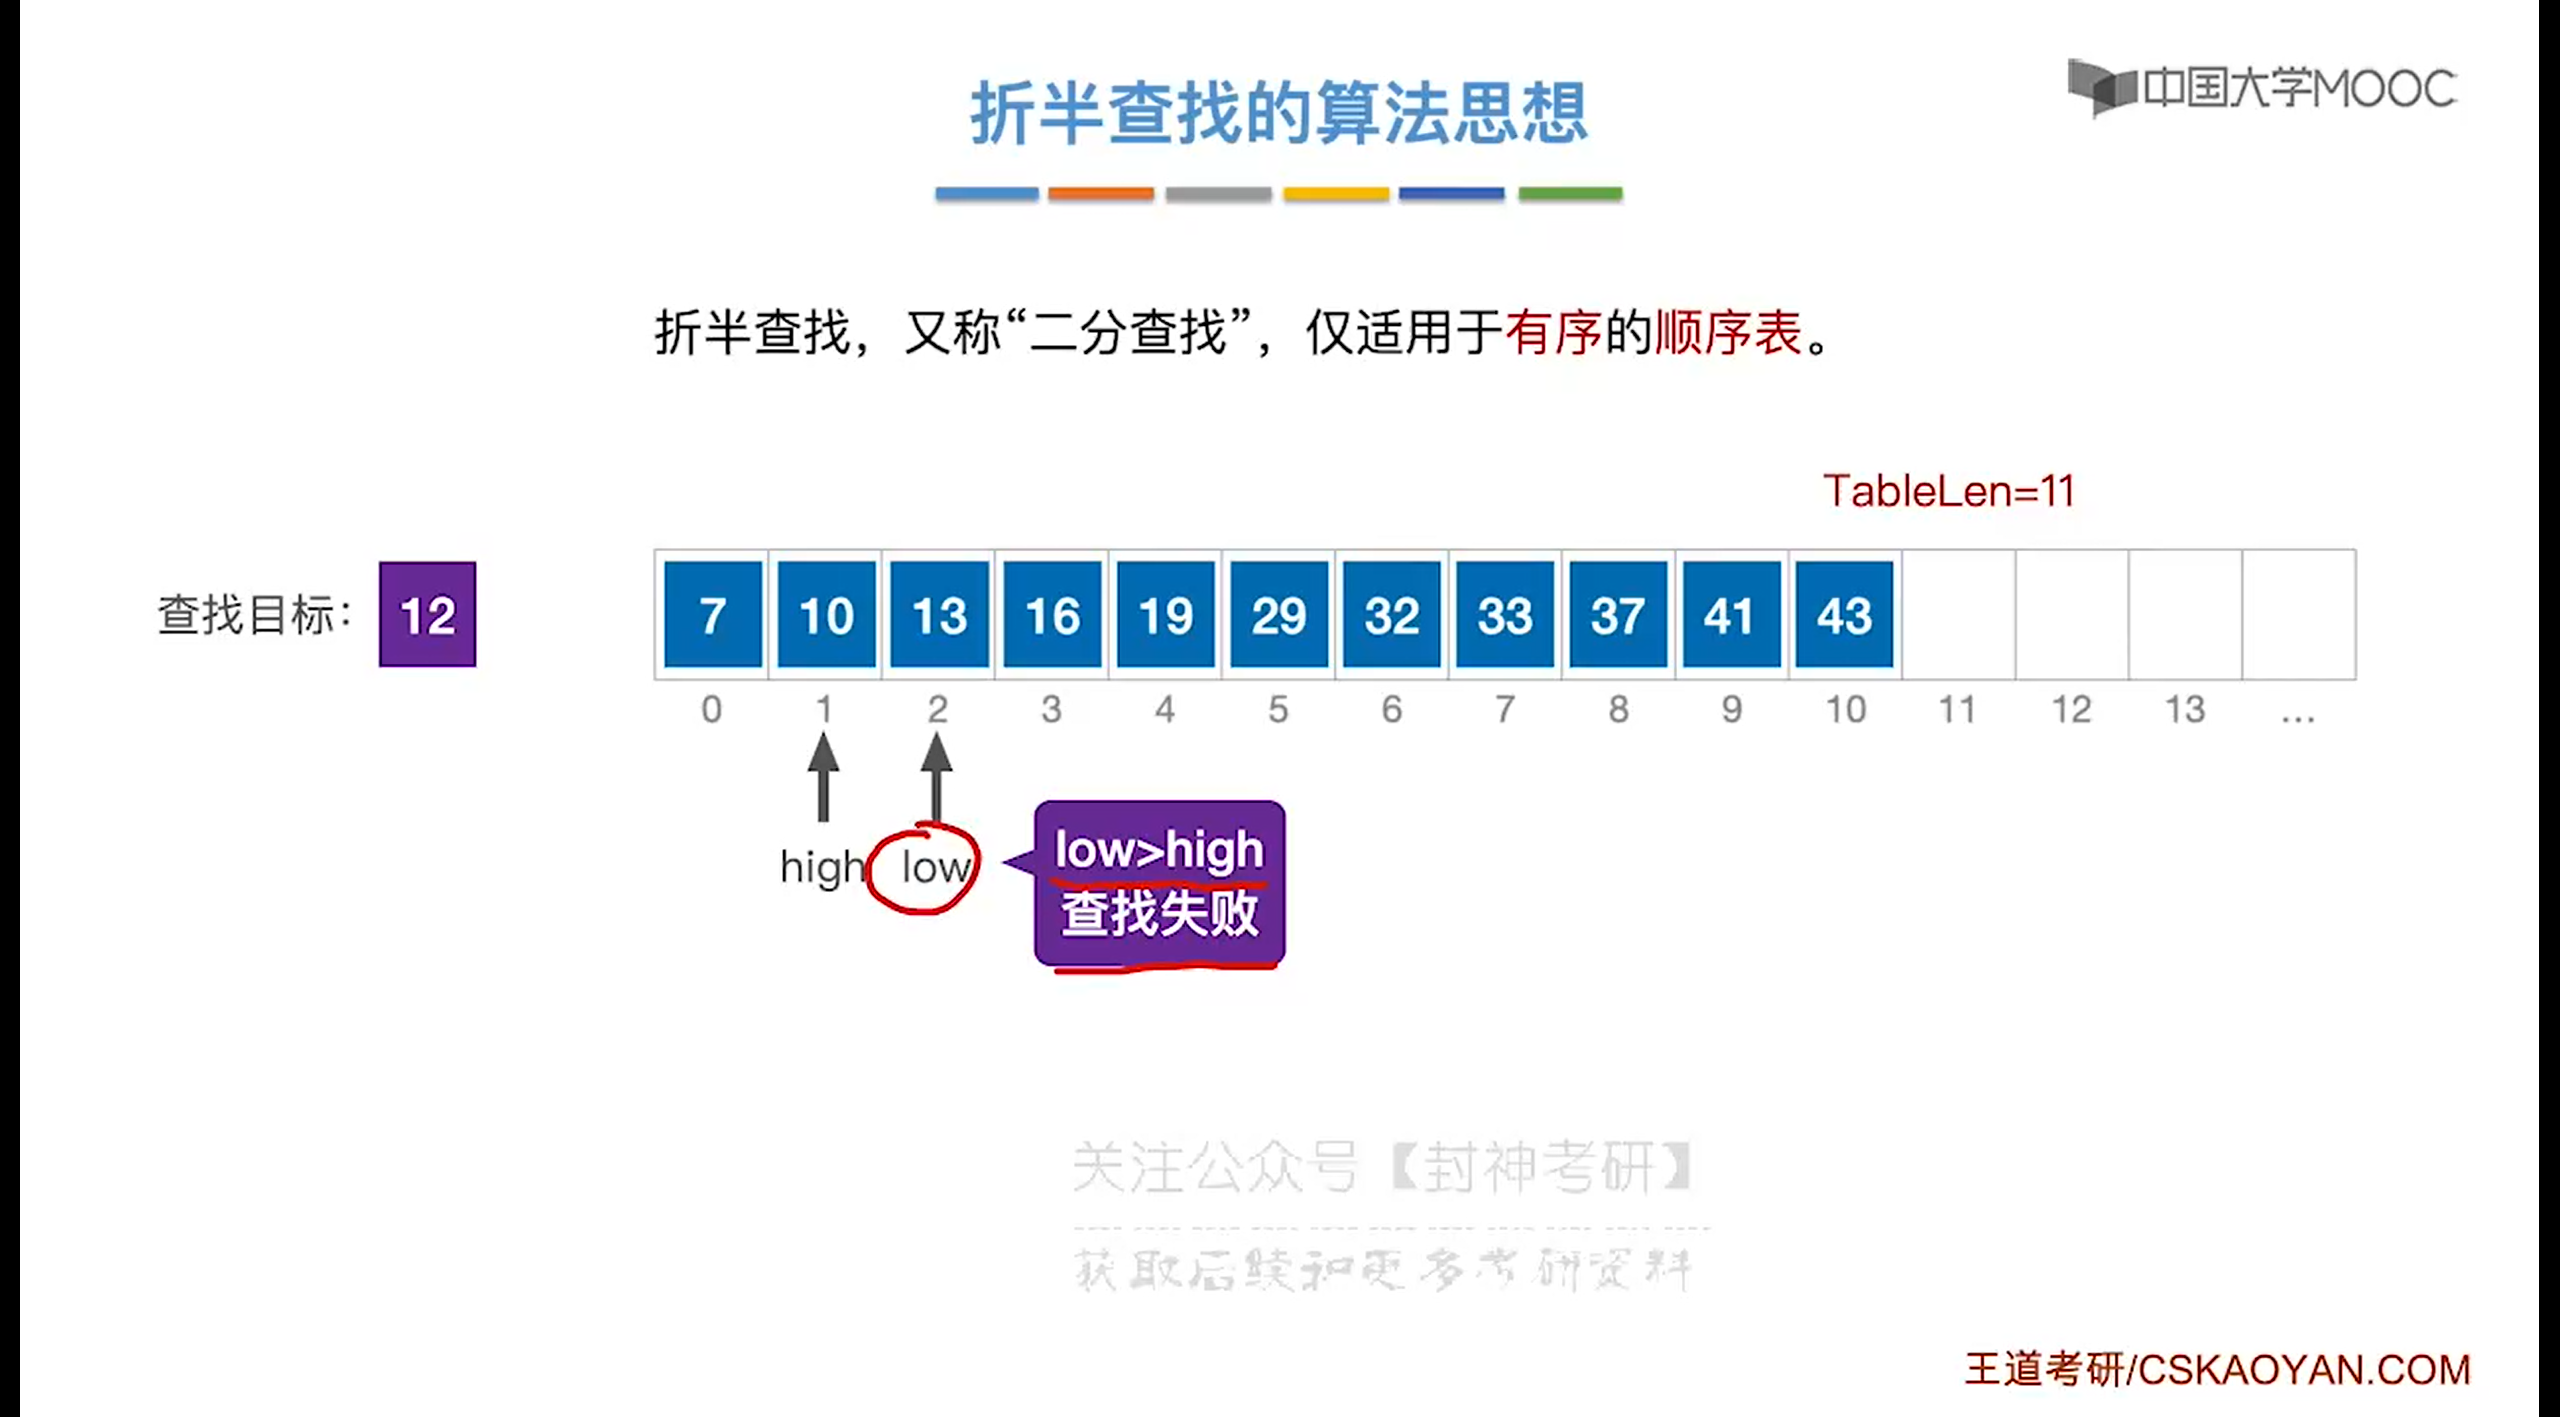 中国大学MOOC
折半查找的算法思想
折半查找，又称“二分查找”，仅适用于有序的顺序表。
TableLen=11
查找目标： 12 7 10 13 16 19 29 32 33 37 41 43
0 1 2 3 4 5 6 7 8 9 10 11 12 13 ...
high low
low>high
查找失败
关注公众号【封神考研】
获取后续和更多考研资料
王道考研/CSKAOYAN.COM